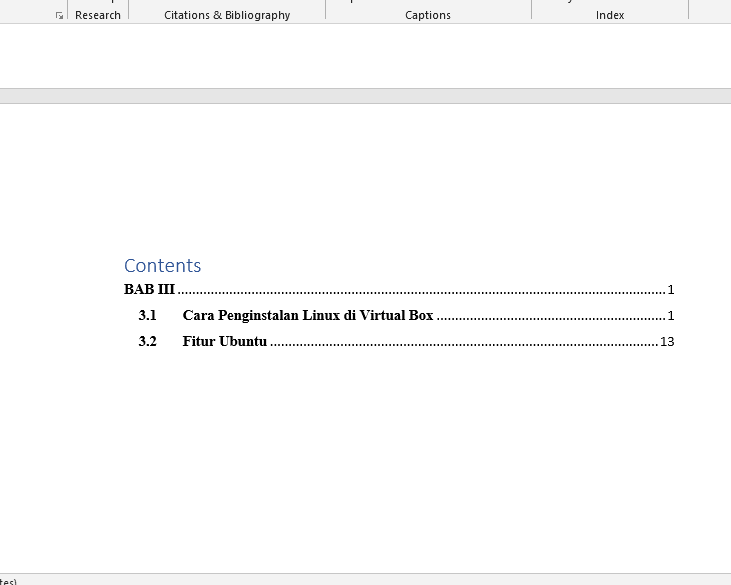 Research
Citations & Bibliography
Captions
Index
Contents
BAB III 1
3.1 Cara Penginstalan Linux di Virtual Box 1
3.2 Fitur Ubuntu 13